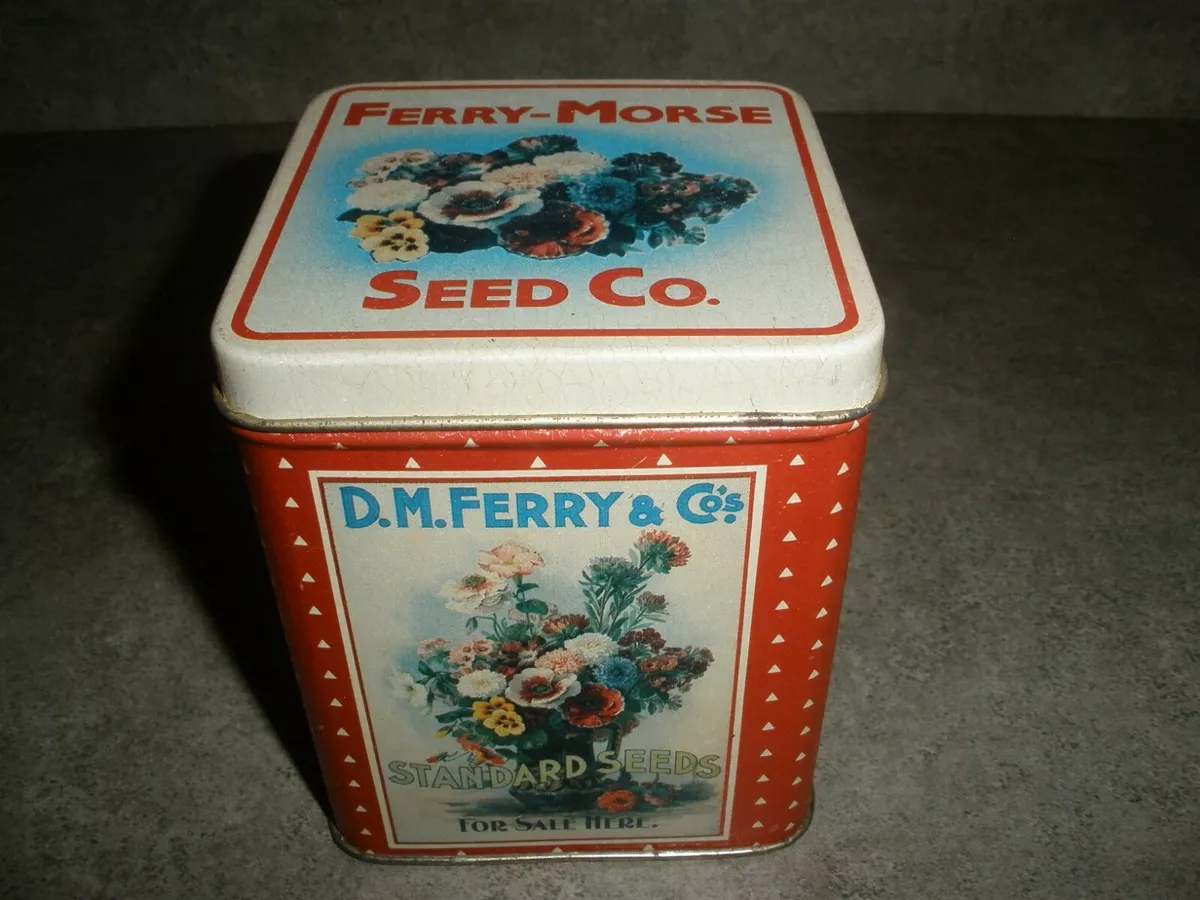 FERRY-MORSE
SEED CO.
D.M.FERRY & CO'S.
STANDARD SEEDS
FOR SALE HERE.